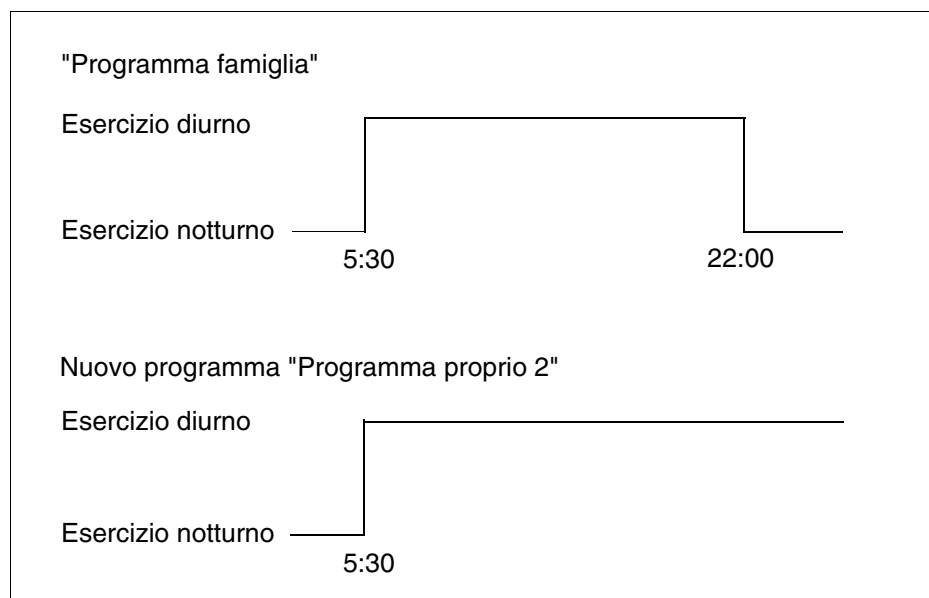 "Programma famiglia"
Esercizio diurno
Esercizio notturno
5:30 22:00
Nuovo programma "Programma proprio 2"
Esercizio diurno
Esercizio notturno
5:30